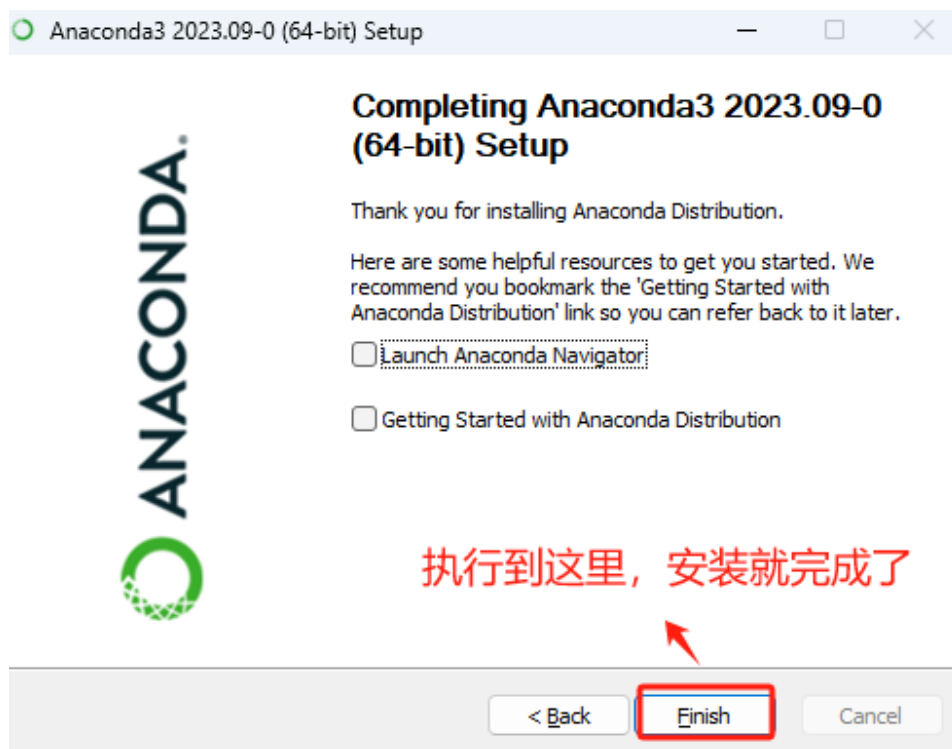 Anaconda3 2023.09-0 (64-bit) Setup
Completing Anaconda3 2023.09-0
(64-bit) Setup
ANACONDA.
Thank you for installing Anaconda Distribution.
Here are some helpful resources to get you started. We
recommend you bookmark the 'Getting Started with
Anaconda Distribution' link so you can refer back to it later.
Launch Anaconda Navigator
Getting Started with Anaconda Distribution
执行到这里，安装就完成了
< Back Finish Cancel